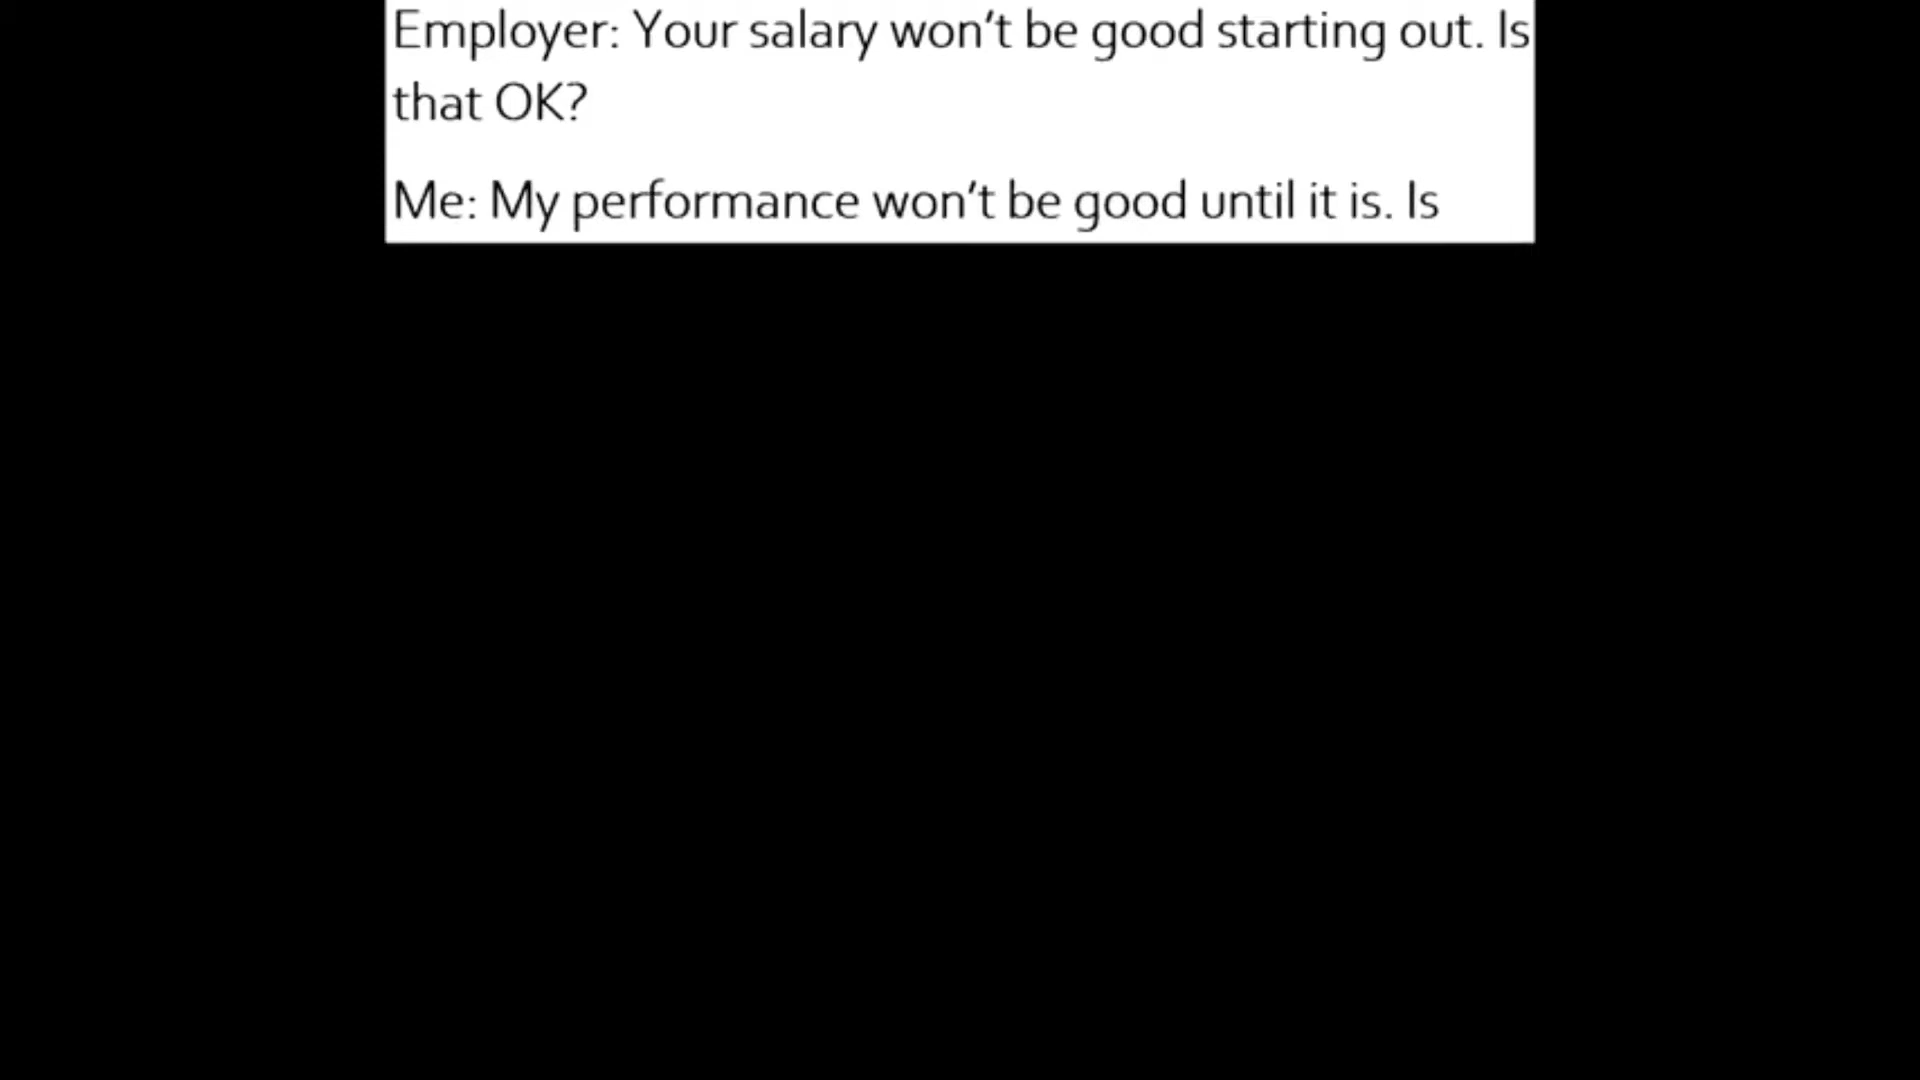 Employer: Your salary won’t be good starting out. Is
that OK?
Me: My performance won’t be good until it is. Is